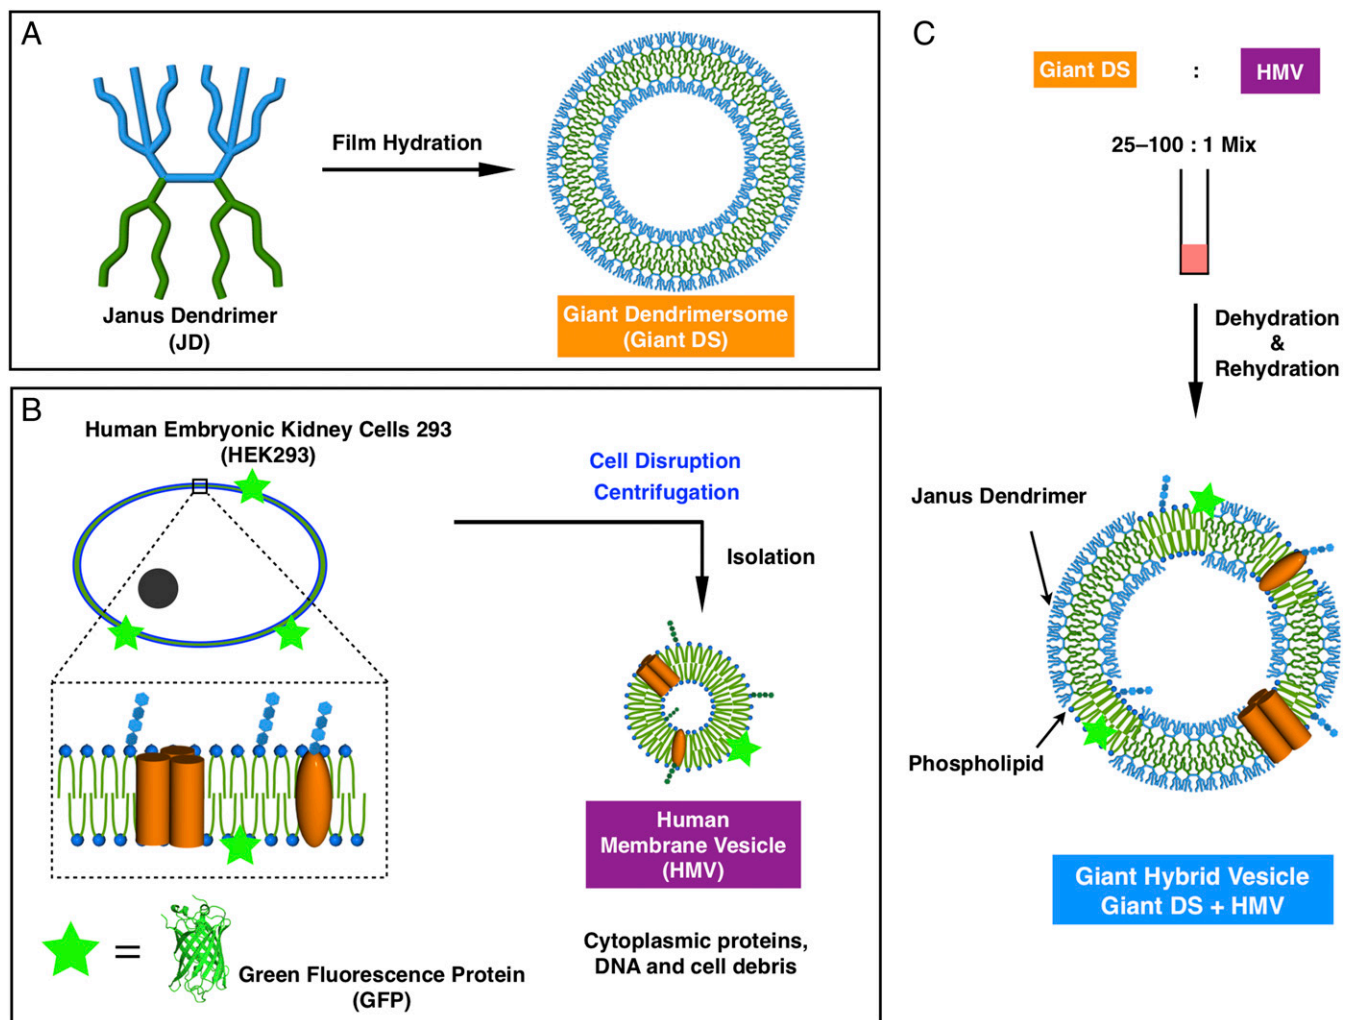 A
Film Hydration
Janus Dendrimer
(JD)
Giant Dendrimersome
(Giant DS)
B
Human Embryonic Kidney Cells 293
(HEK293)
Cell Disruption
Centrifugation
Isolation
Human
Membrane Vesicle
(HMV)
=
Green Fluorescence Protein
(GFP)
Cytoplasmic proteins,
DNA and cell debris
C
Giant DS : HMV
25–100 : 1 Mix
Dehydration
&
Rehydration
Janus Dendrimer
Phospholipid
Giant Hybrid Vesicle
Giant DS + HMV